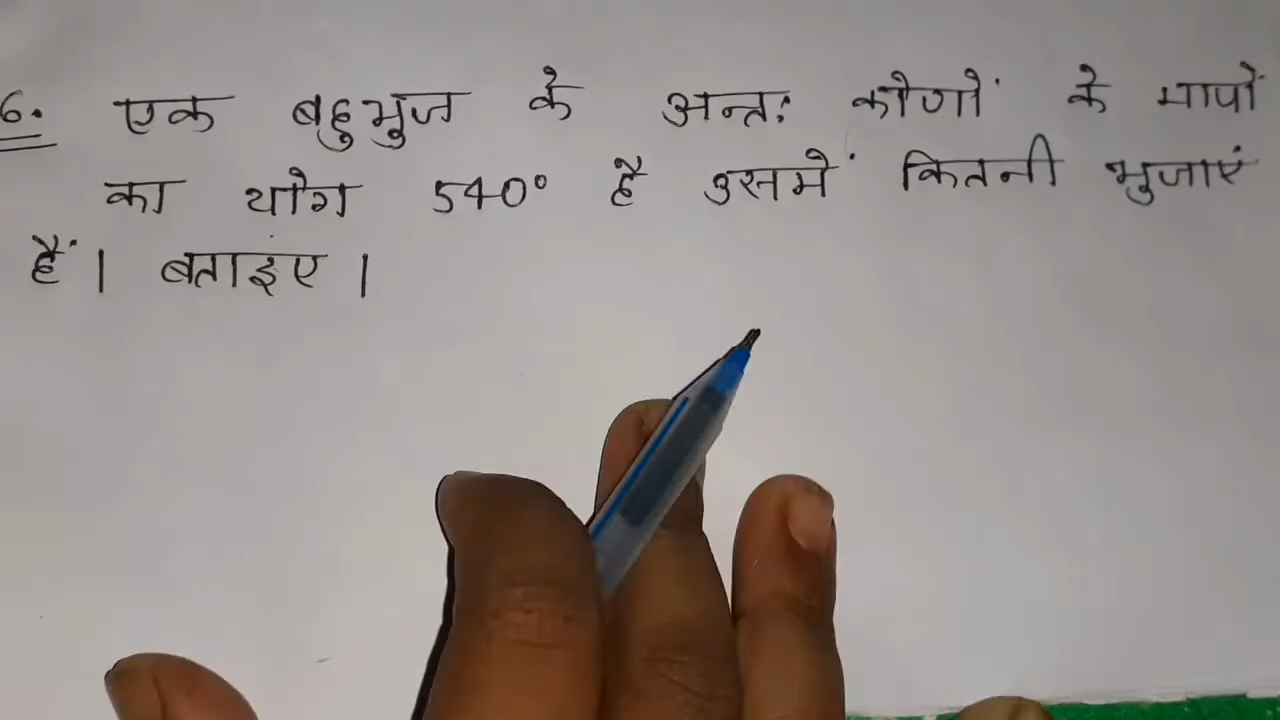 6. एक बहुभुज के अन्तः कोणों के मापों
का योग 540° है उसमें कितनी भुजाएं
हैं। बताइए।